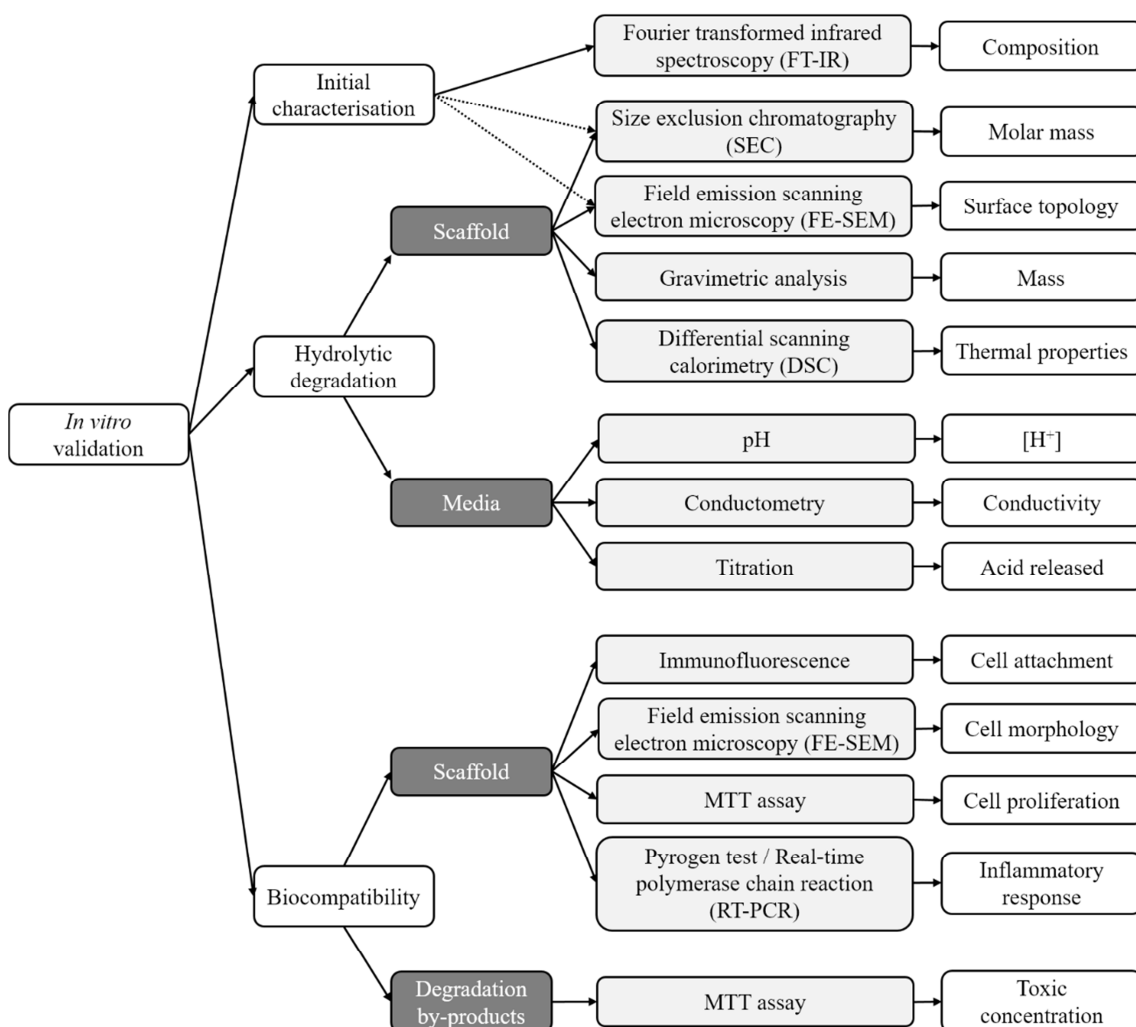 Fourier transformed infrared
spectroscopy (FT-IR)
Composition
Initial
characterisation
Size exclusion chromatography
(SEC)
Molar mass
Field emission scanning
electron microscopy (FE-SEM)
Surface topology
Scaffold
Gravimetric analysis
Mass
Hydrolytic
degradation
Differential scanning
calorimetry (DSC)
Thermal properties
In vitro
validation
pH
[H⁺]
Media
Conductometry
Conductivity
Titration
Acid released
Immunofluorescence
Cell attachment
Field emission scanning
electron microscopy (FE-SEM)
Cell morphology
Scaffold
MTT assay
Cell proliferation
Pyrogen test / Real-time
polymerase chain reaction
(RT-PCR)
Inflammatory
response
Biocompatibility
Degradation
by-products
MTT assay
Toxic
concentration